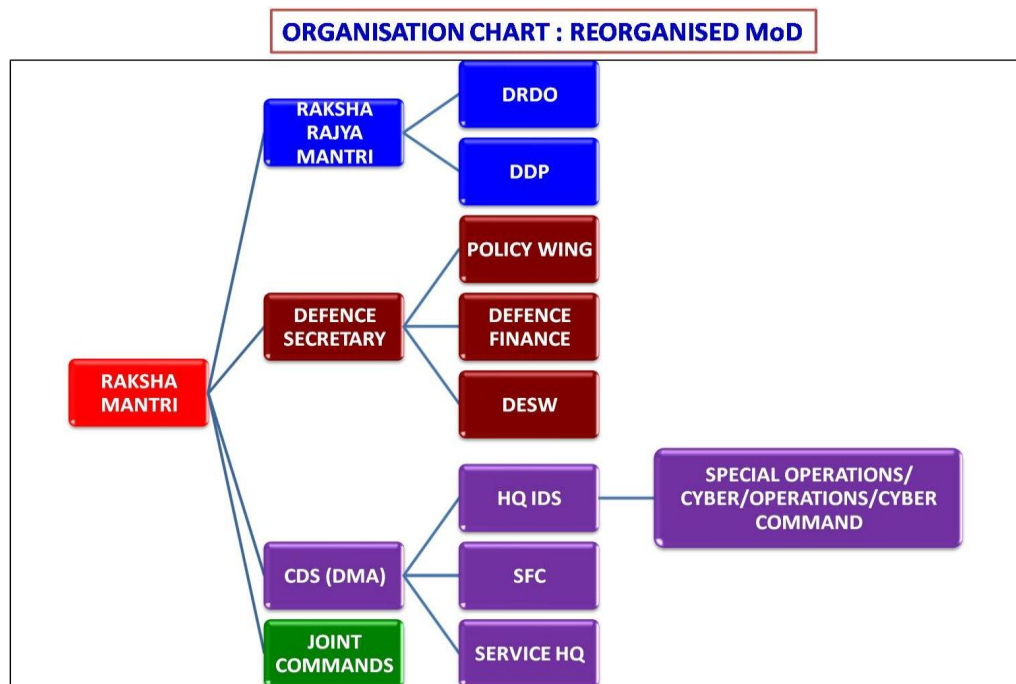 ORGANISATION CHART : REORGANISED MoD
RAKSHA
RAJYA
MANTRI
DRDO
DDP
DEFENCE
SECRETARY
POLICY WING
DEFENCE
FINANCE
DESW
RAKSHA
MANTRI
CDS (DMA)
HQ IDS
SPECIAL OPERATIONS/
CYBER/OPERATIONS/CYBER
COMMAND
SFC
SERVICE HQ
JOINT
COMMANDS